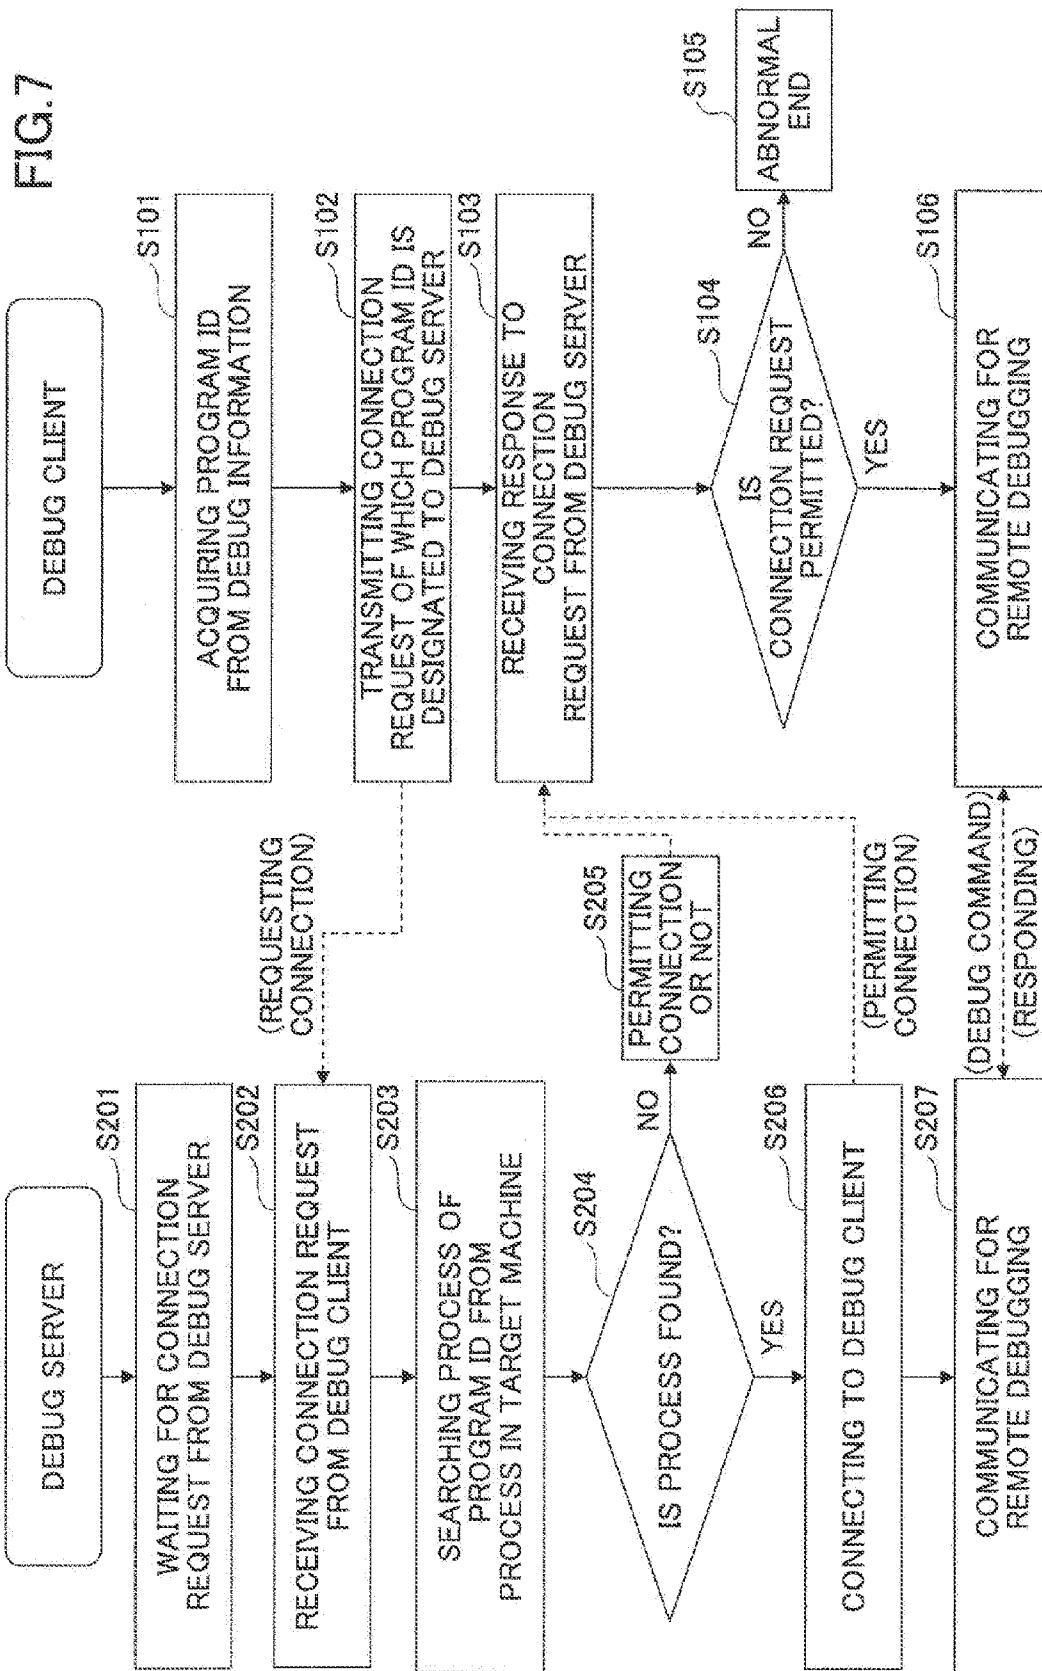 FIG.7
DEBUG SERVER
S201
WAITING FOR CONNECTION
REQUEST FROM DEBUG SERVER
S202
RECEIVING CONNECTION REQUEST
FROM DEBUG CLIENT
S203
SEARCHING PROCESS OF
PROGRAM ID FROM
PROCESS IN TARGET MACHINE
S204
IS PROCESS FOUND?
NO
YES
S205
PERMITTING
CONNECTION
OR NOT
S206
CONNECTING TO DEBUG CLIENT
S207
COMMUNICATING FOR
REMOTE DEBUGGING
(REQUESTING
CONNECTION)
(PERMITTING
CONNECTION)
(DEBUG COMMAND)
(RESPONDING)
DEBUG CLIENT
S101
ACQUIRING PROGRAM ID
FROM DEBUG INFORMATION
S102
TRANSMITTING CONNECTION
REQUEST OF WHICH PROGRAM ID IS
DESIGNATED TO DEBUG SERVER
S103
RECEIVING RESPONSE TO
CONNECTION
REQUEST FROM DEBUG SERVER
S104
IS
CONNECTION REQUEST
PERMITTED?
NO
YES
S105
ABNORMAL
END
S106
COMMUNICATING FOR
REMOTE DEBUGGING